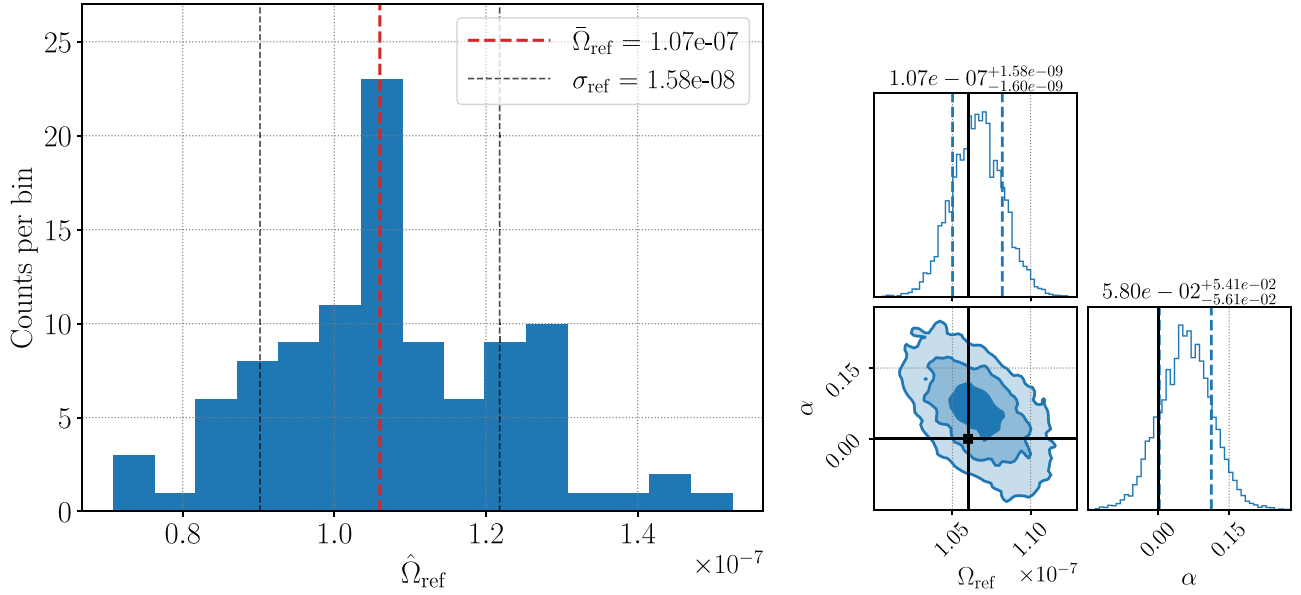 Ω̄_ref = 1.07e-07
σ_ref = 1.58e-08
Counts per bin
25
20
15
10
5
0
0.8
1.0
1.2
1.4
×10⁻⁷
Ω̂_ref
1.07e − 07^{+1.58e−09}_{−1.60e−09}
5.80e − 02^{+5.41e−02}_{−5.61e−02}
α
0.15
0.00
1.05
1.10
Ω_ref
×10⁻⁷
0.00
0.15
α